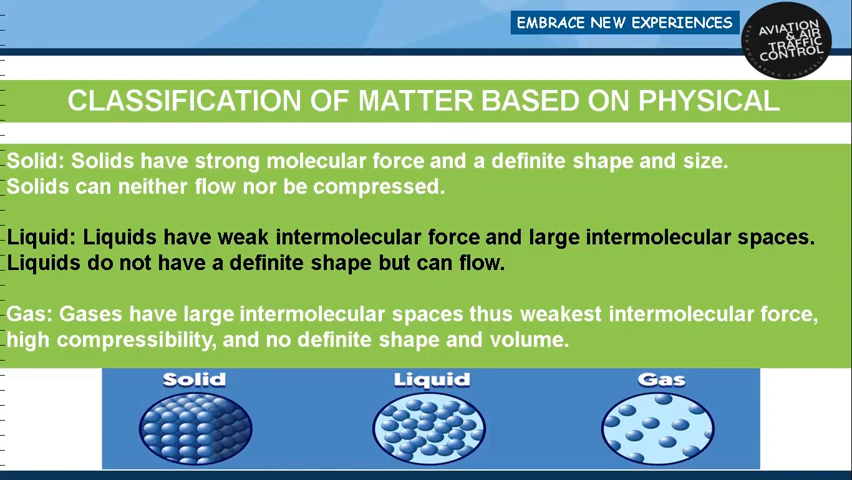 EMBRACE NEW EXPERIENCES
AVIATION
& AIR
TRAFFIC
CONTROL
CLASSIFICATION OF MATTER BASED ON PHYSICAL
Solid: Solids have strong molecular force and a definite shape and size.
Solids can neither flow nor be compressed.
Liquid: Liquids have weak intermolecular force and large intermolecular spaces.
Liquids do not have a definite shape but can flow.
Gas: Gases have large intermolecular spaces thus weakest intermolecular force,
high compressibility, and no definite shape and volume.
Solid Liquid Gas